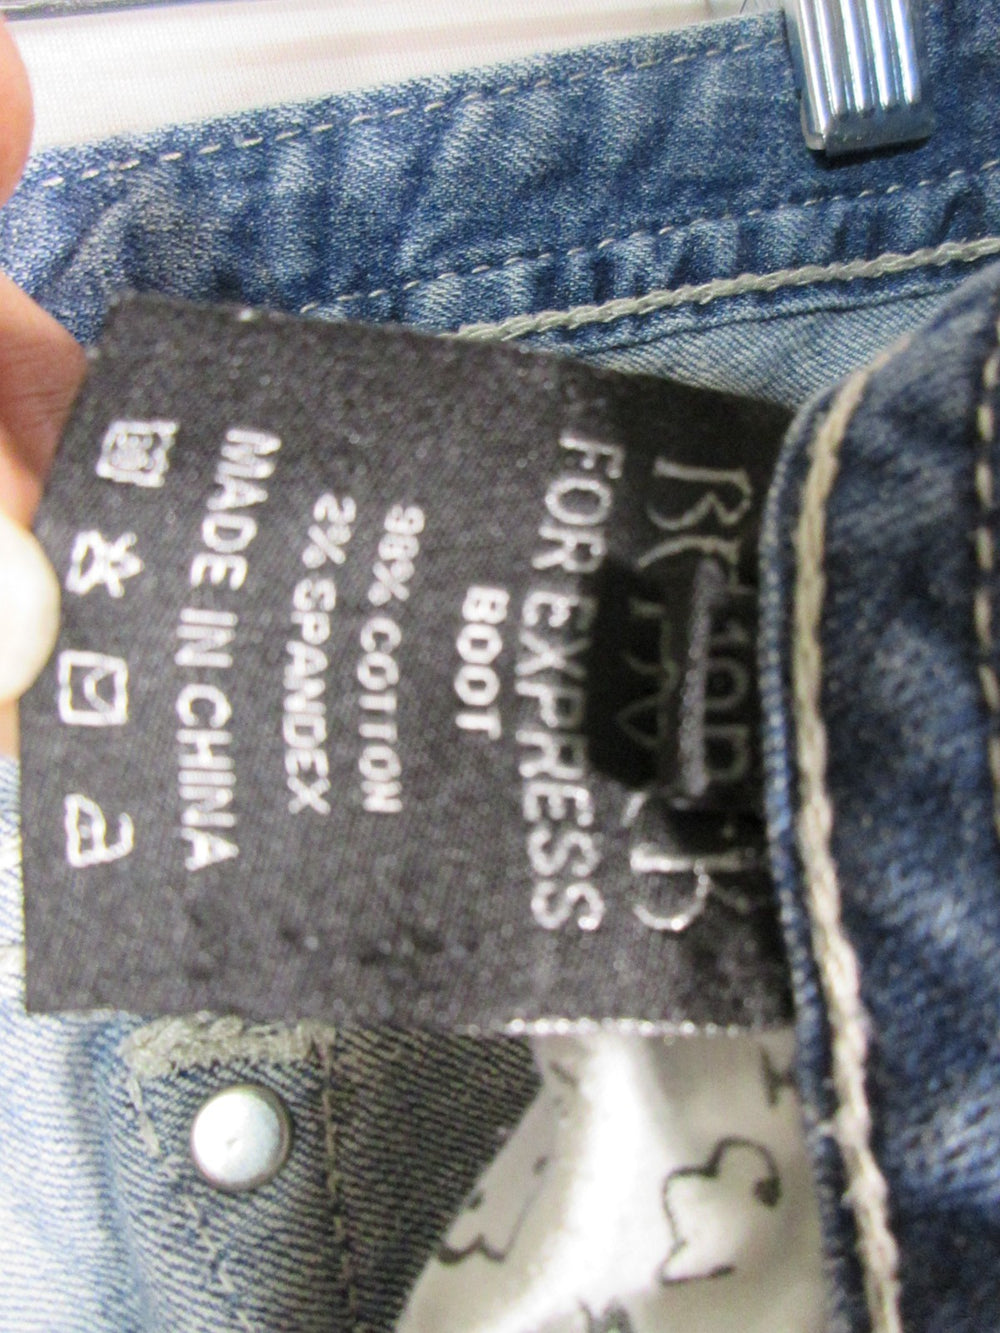 FOR EXPRESS
BOOT
98% COTTON
2% SPANDEX
MADE IN CHINA